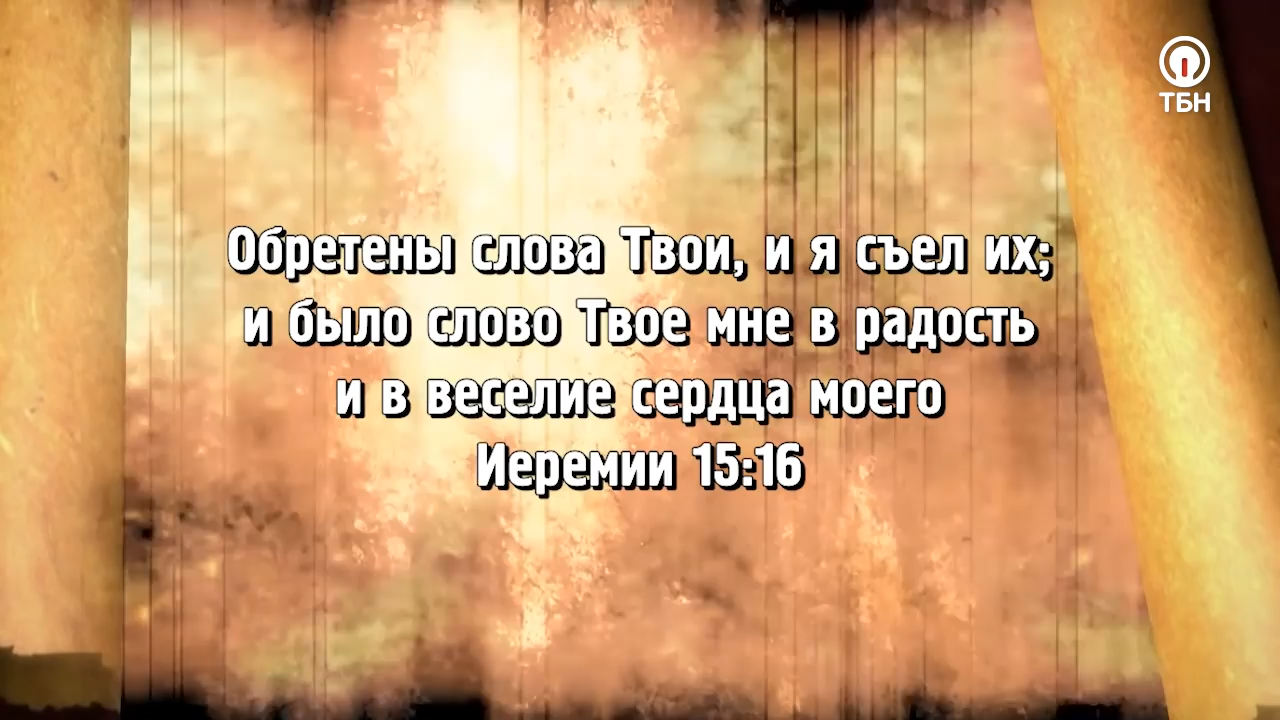 ТБН
Обретены слова Твои, и я съел их;
и было слово Твое мне в радость
и в веселие сердца моего
Иеремии 15:16